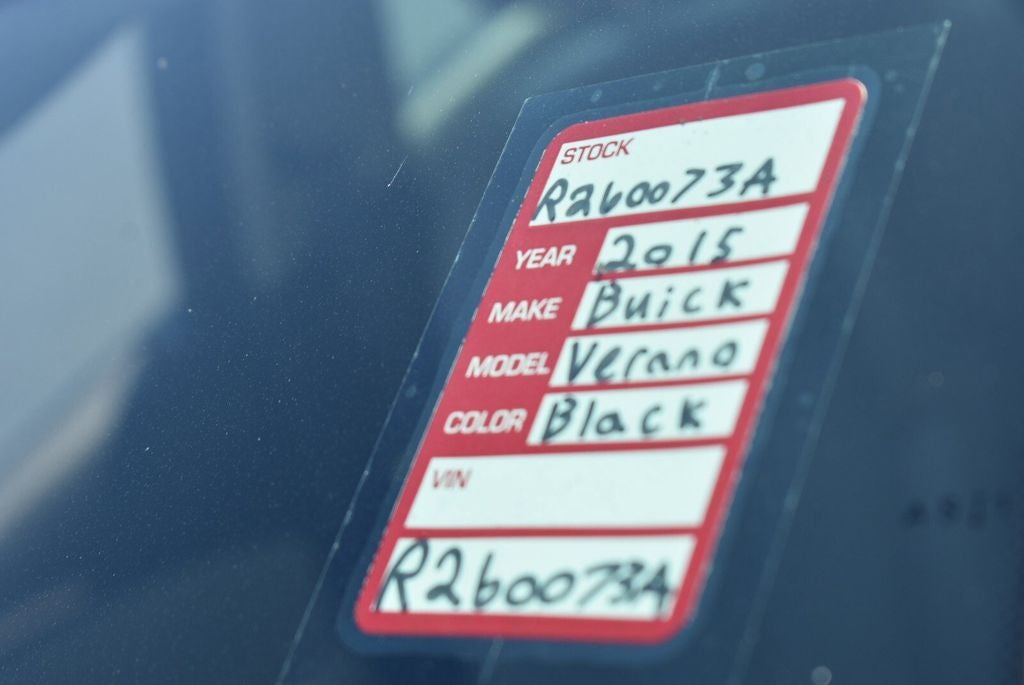 STOCK
R260073A
YEAR 2015
MAKE Buick
MODEL Verano
COLOR Black
VIN
R260073A